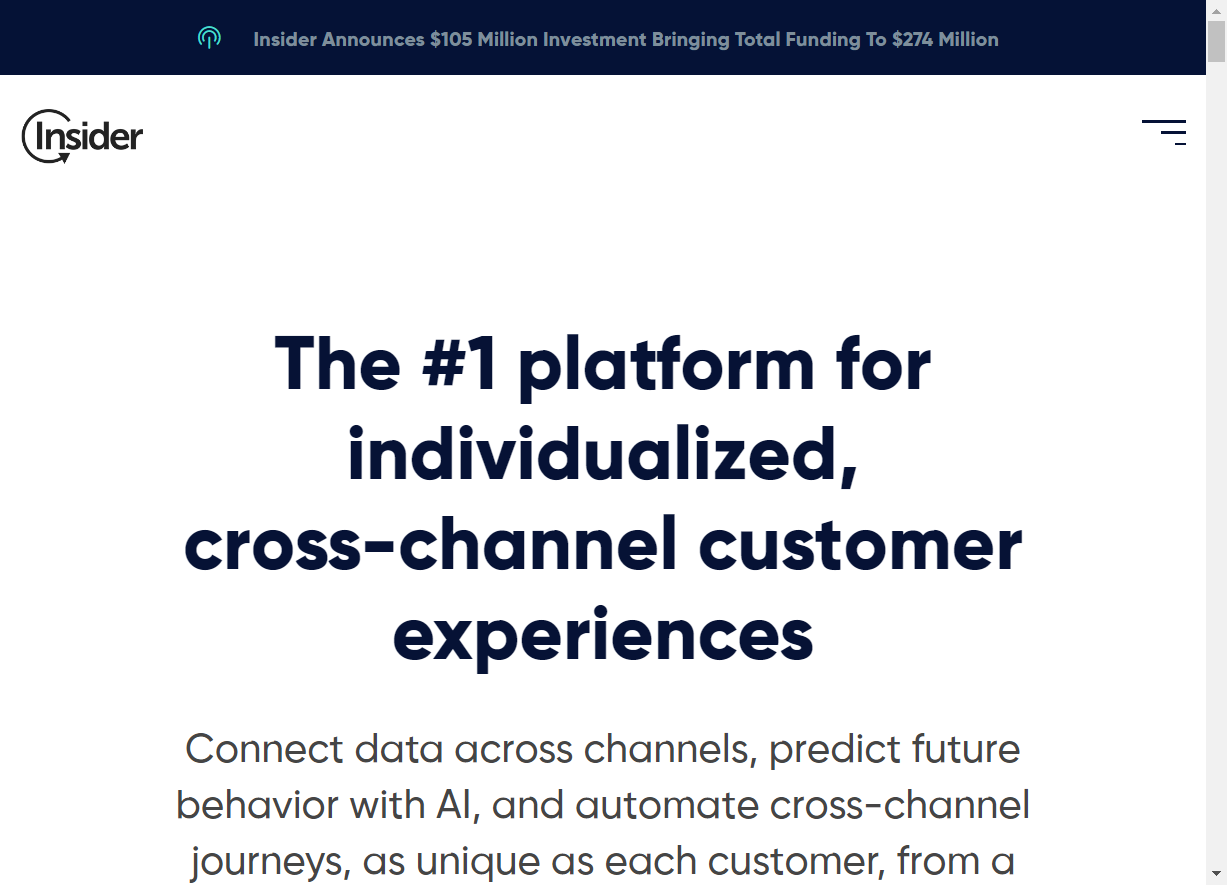 Insider Announces $105 Million Investment Bringing Total Funding To $274 Million
Insider
The #1 platform for
individualized,
cross-channel customer
experiences
Connect data across channels, predict future
behavior with AI, and automate cross-channel
journeys, as unique as each customer, from a